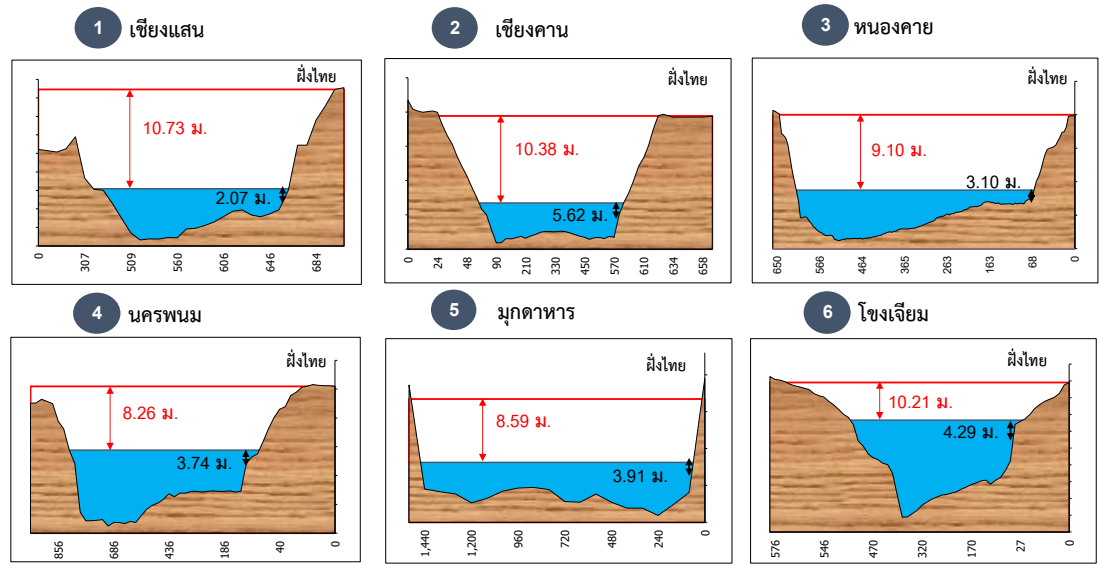 1 เชียงแสน
ฝั่งไทย
10.73 ม.
2.07 ม.
0 307 509 560 606 646 684
2 เชียงคาน
ฝั่งไทย
10.38 ม.
5.62 ม.
0 24 48 90 210 330 450 570 610 634 658
3 หนองคาย
ฝั่งไทย
9.10 ม.
3.10 ม.
650 566 464 365 263 163 68 0
4 นครพนม
ฝั่งไทย
8.26 ม.
3.74 ม.
856 686 436 186 40 0
5 มุกดาหาร
ฝั่งไทย
8.59 ม.
3.91 ม.
1,440 1,200 960 720 480 240 0
6 โขงเจียม
ฝั่งไทย
10.21 ม.
4.29 ม.
576 546 470 320 170 27 0